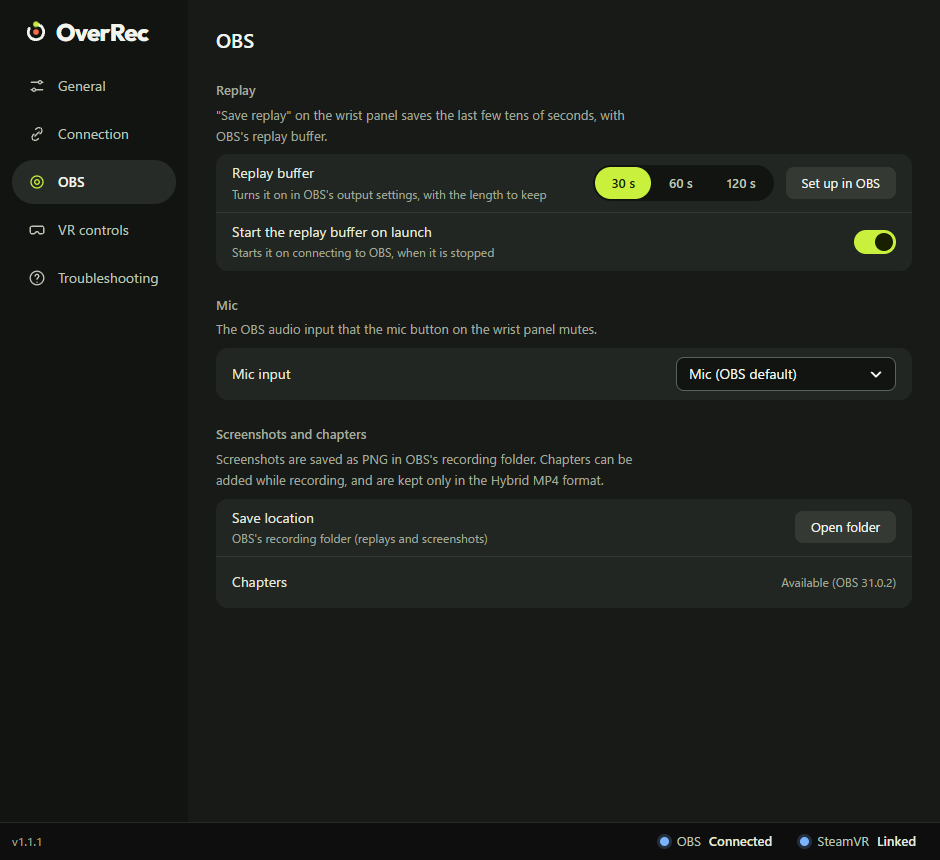 OverRec
General
Connection
OBS
VR controls
Troubleshooting
OBS
Replay
"Save replay" on the wrist panel saves the last few tens of seconds, with
OBS's replay buffer.
Replay buffer
Turns it on in OBS's output settings, with the length to keep
30 s 60 s 120 s
Set up in OBS
Start the replay buffer on launch
Starts it on connecting to OBS, when it is stopped
Mic
The OBS audio input that the mic button on the wrist panel mutes.
Mic input
Mic (OBS default)
Screenshots and chapters
Screenshots are saved as PNG in OBS's recording folder. Chapters can be
added while recording, and are kept only in the Hybrid MP4 format.
Save location
OBS's recording folder (replays and screenshots)
Open folder
Chapters
Available (OBS 31.0.2)
v1.1.1
OBS Connected
SteamVR Linked